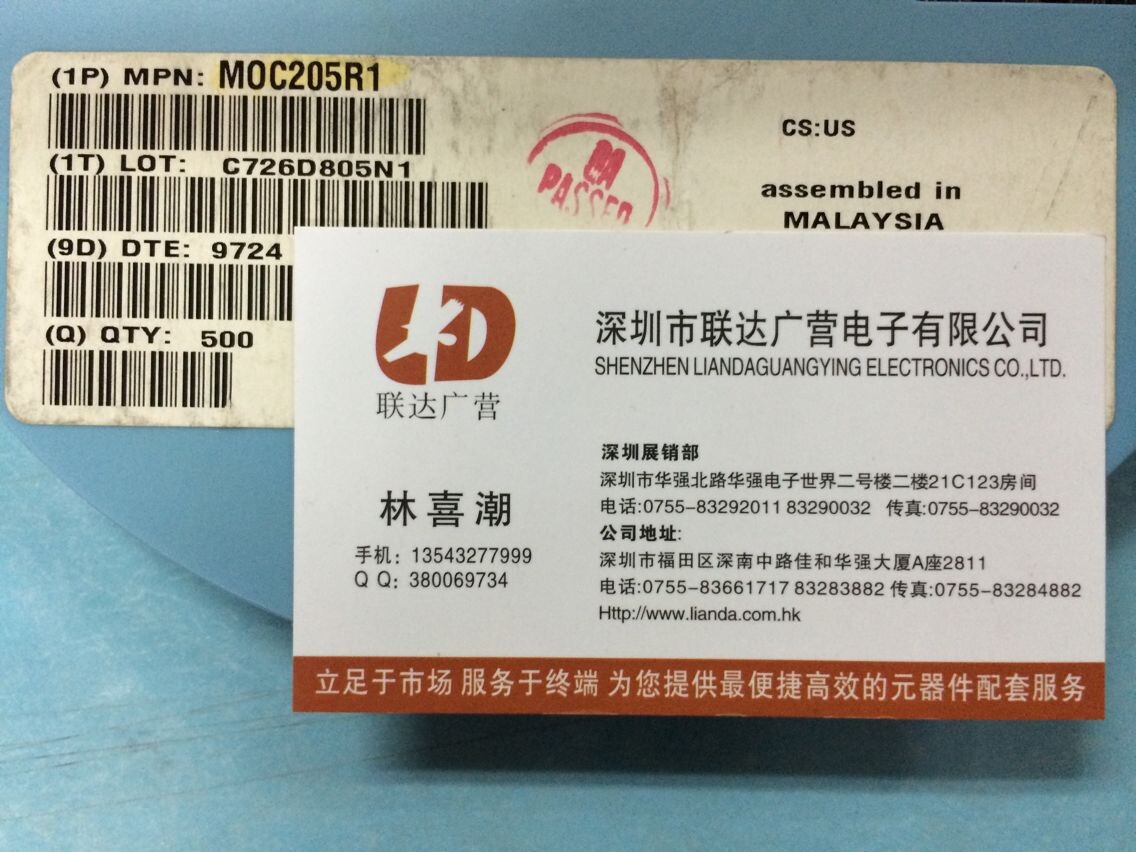 (1P) MPN: MOC205R1
(1T) LOT: C726D805N1
(9D) DTE: 9724
(Q) QTY: 500
PASSED
CS:US
assembled in
MALAYSIA
LD
联达广营
林喜潮
手机：13543277999
QQ：380069734
深圳市联达广营电子有限公司
SHENZHEN LIANDAGUANGYING ELECTRONICS CO.,LTD.
深圳展销部
深圳市华强北路华强电子世界二号楼二楼21C123房间
电话:0755-83292011 83290032 传真:0755-83290032
公司地址:
深圳市福田区深南中路佳和华强大厦A座2811
电话:0755-83661717 83283882 传真:0755-83284882
Http://www.lianda.com.hk
立足于市场 服务于终端 为您提供最便捷高效的元器件配套服务